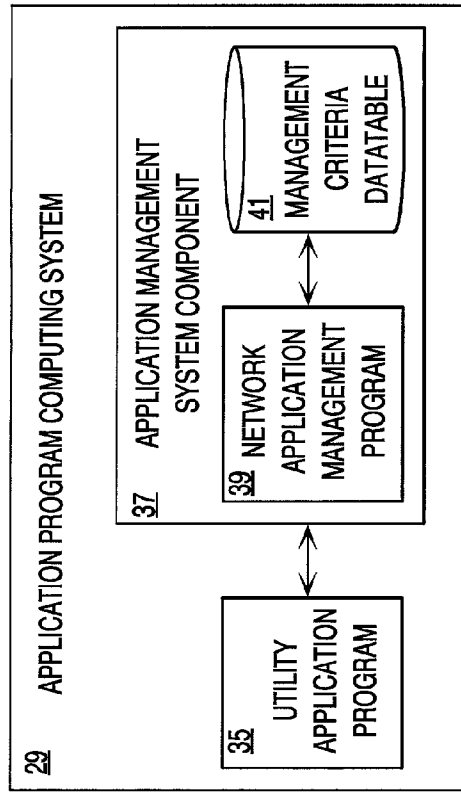 29 APPLICATION PROGRAM COMPUTING SYSTEM
37 APPLICATION MANAGEMENT
SYSTEM COMPONENT
35
UTILITY
APPLICATION
PROGRAM
39 NETWORK
APPLICATION
MANAGEMENT
PROGRAM
41 MANAGEMENT
CRITERIA
DATATABLE